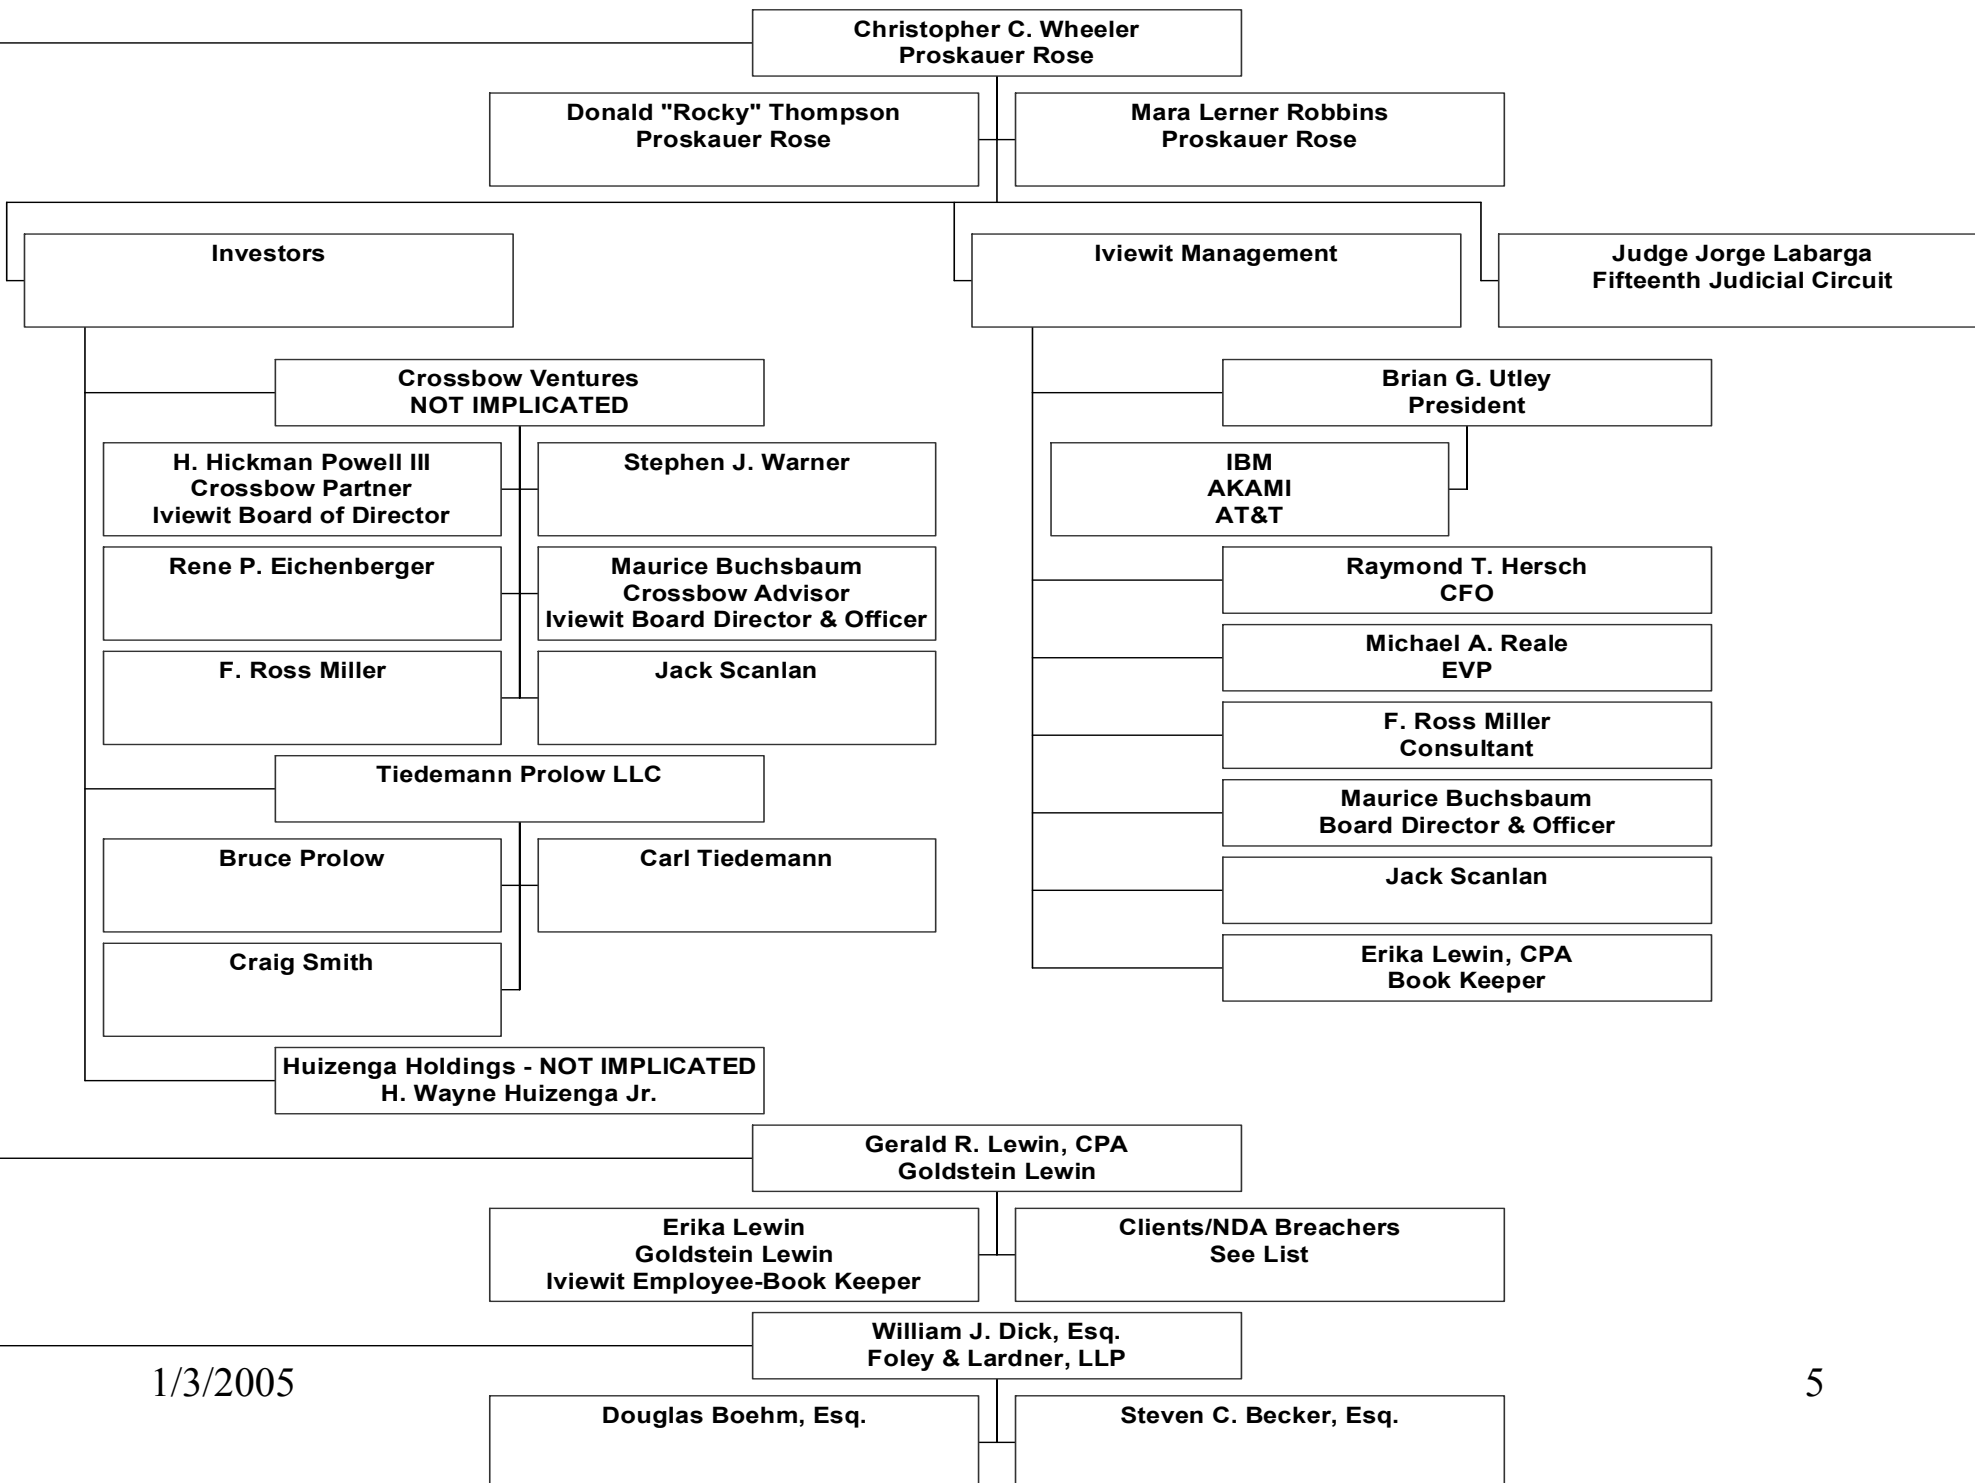 Christopher C. Wheeler
Proskauer Rose
Donald "Rocky" Thompson
Proskauer Rose
Mara Lerner Robbins
Proskauer Rose
Investors
Iviewit Management
Judge Jorge Labarga
Fifteenth Judicial Circuit
Crossbow Ventures
NOT IMPLICATED
H. Hickman Powell III
Crossbow Partner
Iviewit Board of Director
Stephen J. Warner
Rene P. Eichenberger
Maurice Buchsbaum
Crossbow Advisor
Iviewit Board Director & Officer
F. Ross Miller
Jack Scanlan
Tiedemann Prolow LLC
Bruce Prolow
Carl Tiedemann
Craig Smith
Huizenga Holdings - NOT IMPLICATED
H. Wayne Huizenga Jr.
Brian G. Utley
President
IBM
AKAMI
AT&T
Raymond T. Hersch
CFO
Michael A. Reale
EVP
F. Ross Miller
Consultant
Maurice Buchsbaum
Board Director & Officer
Jack Scanlan
Erika Lewin, CPA
Book Keeper
Gerald R. Lewin, CPA
Goldstein Lewin
Erika Lewin
Goldstein Lewin
Iviewit Employee-Book Keeper
Clients/NDA Breachers
See List
William J. Dick, Esq.
Foley & Lardner, LLP
Douglas Boehm, Esq.
Steven C. Becker, Esq.
1/3/2005
5